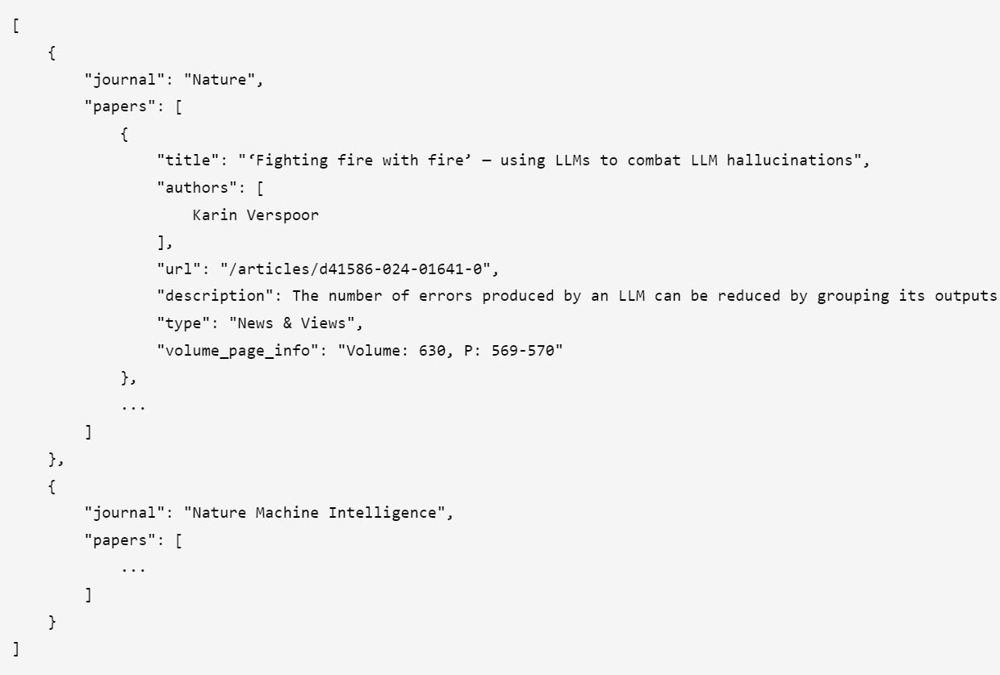 [
    {
        "journal": "Nature",
        "papers": [
            {
                "title": "‘Fighting fire with fire’ — using LLMs to combat LLM hallucinations",
                "authors": [
                    Karin Verspoor
                ],
                "url": "/articles/d41586-024-01641-0",
                "description": The number of errors produced by an LLM can be reduced by grouping its outputs
                "type": "News & Views",
                "volume_page_info": "Volume: 630, P: 569-570"
            },
            ...
        ]
    },
    {
        "journal": "Nature Machine Intelligence",
        "papers": [
            ...
        ]
    }
]